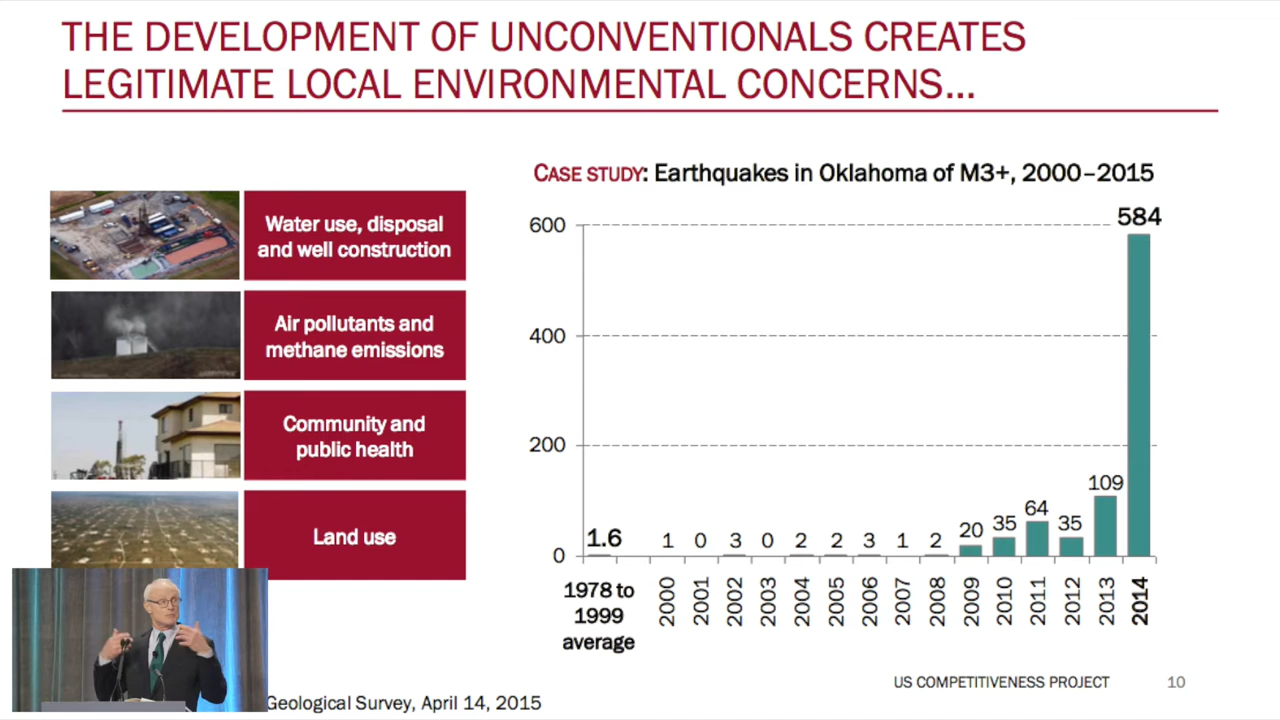 THE DEVELOPMENT OF UNCONVENTIONALS CREATES
LEGITIMATE LOCAL ENVIRONMENTAL CONCERNS...
Water use, disposal
and well construction
Air pollutants and
methane emissions
Community and
public health
Land use
CASE STUDY: Earthquakes in Oklahoma of M3+, 2000–2015
600
400
200
0
1.6
1
0
3
0
2
2
3
1
2
20
35
64
35
109
584
1978 to
1999
average
2000
2001
2002
2003
2004
2005
2006
2007
2008
2009
2010
2011
2012
2013
2014
Geological Survey, April 14, 2015
US COMPETITIVENESS PROJECT
10